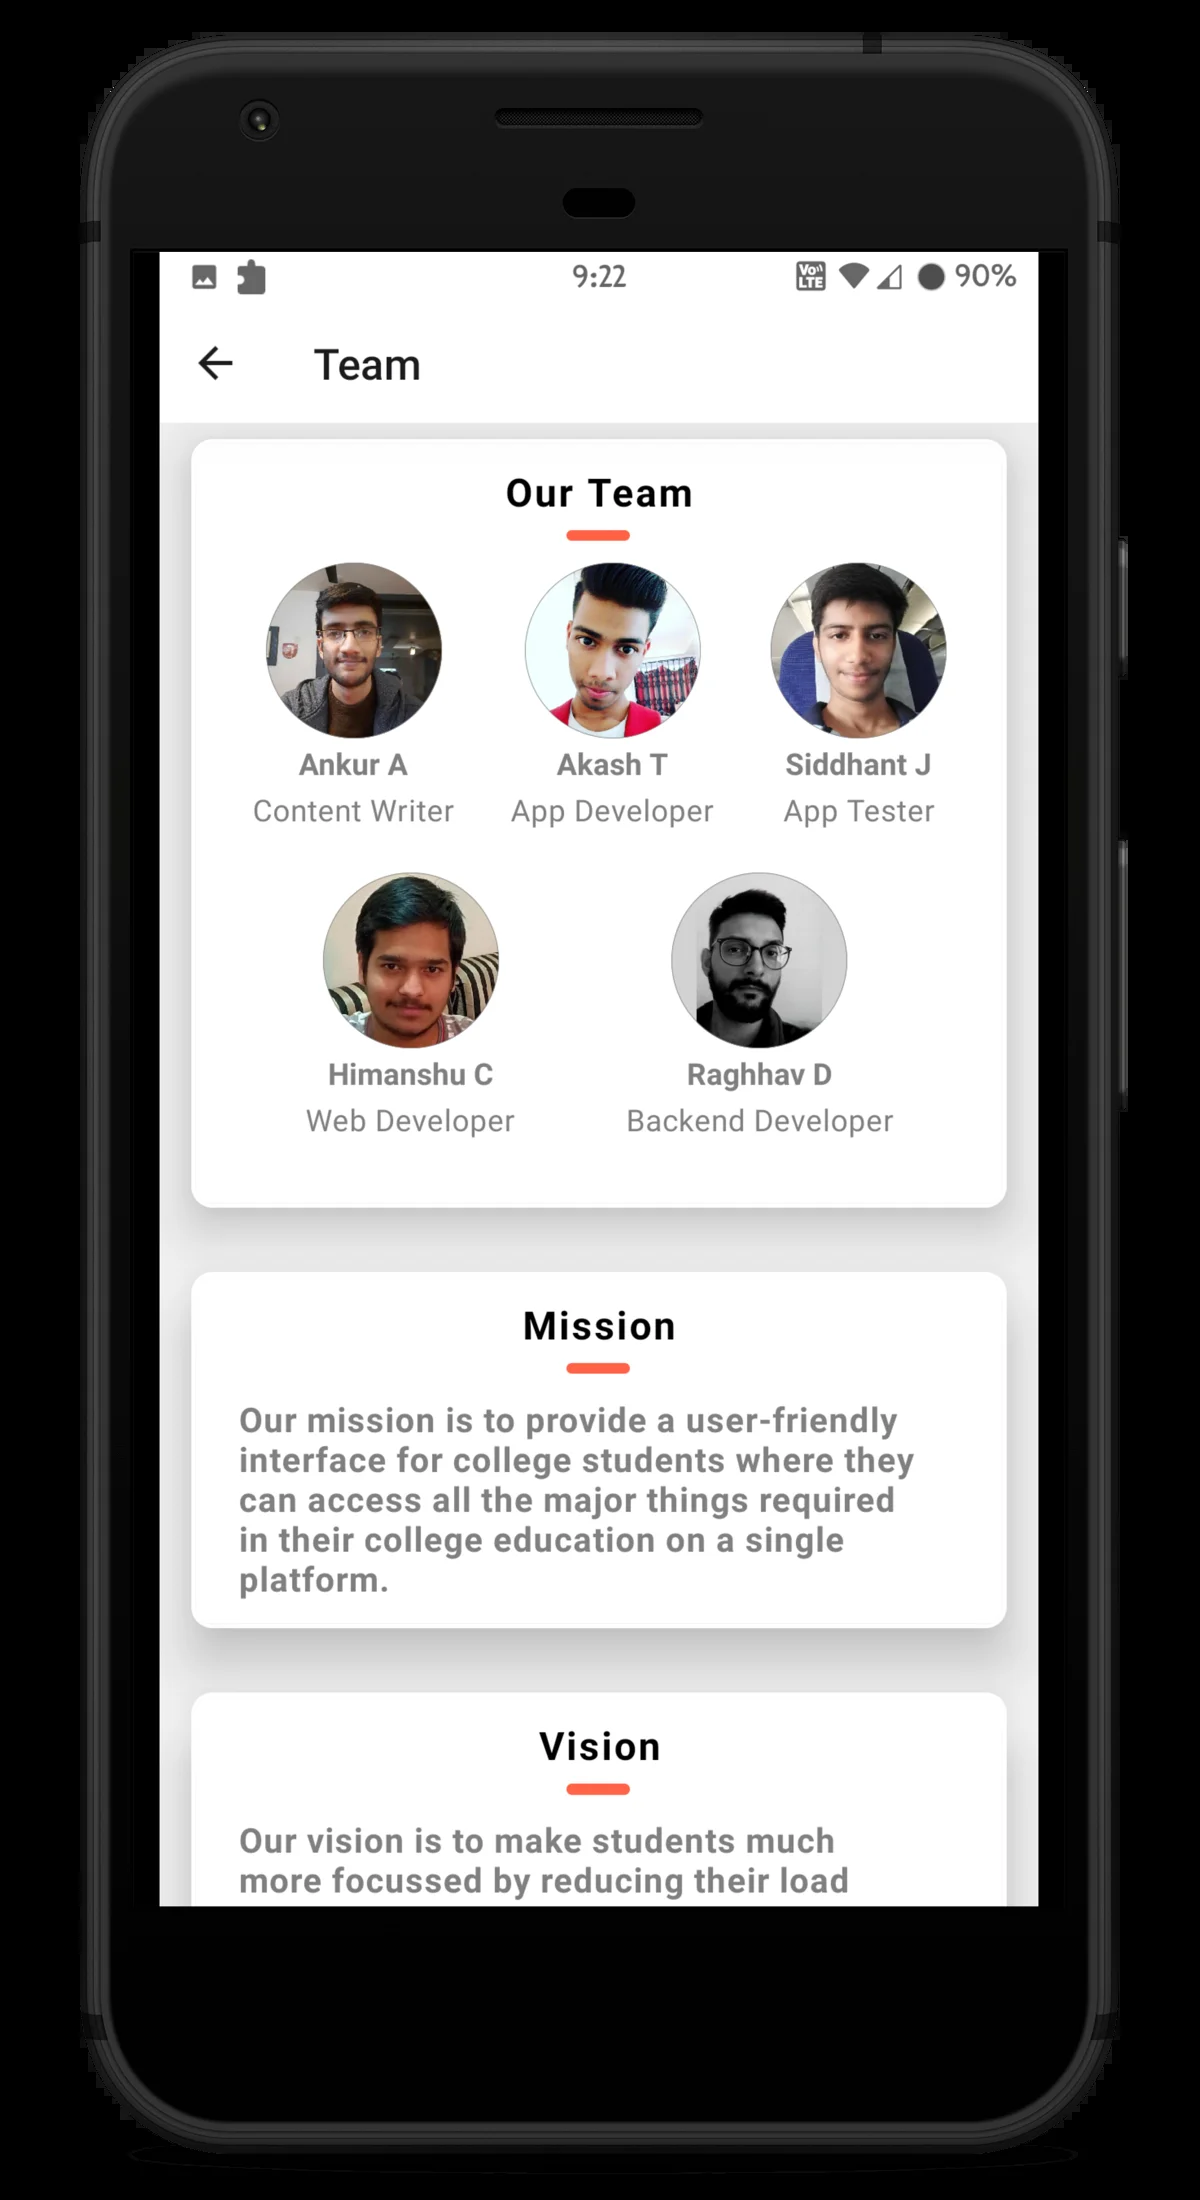 9:22 Vo LTE 90%
Team
Our Team
Ankur A Akash T Siddhant J
Content Writer App Developer App Tester
Himanshu C Raghhav D
Web Developer Backend Developer
Mission
Our mission is to provide a user-friendly
interface for college students where they
can access all the major things required
in their college education on a single
platform.
Vision
Our vision is to make students much
more focussed by reducing their load